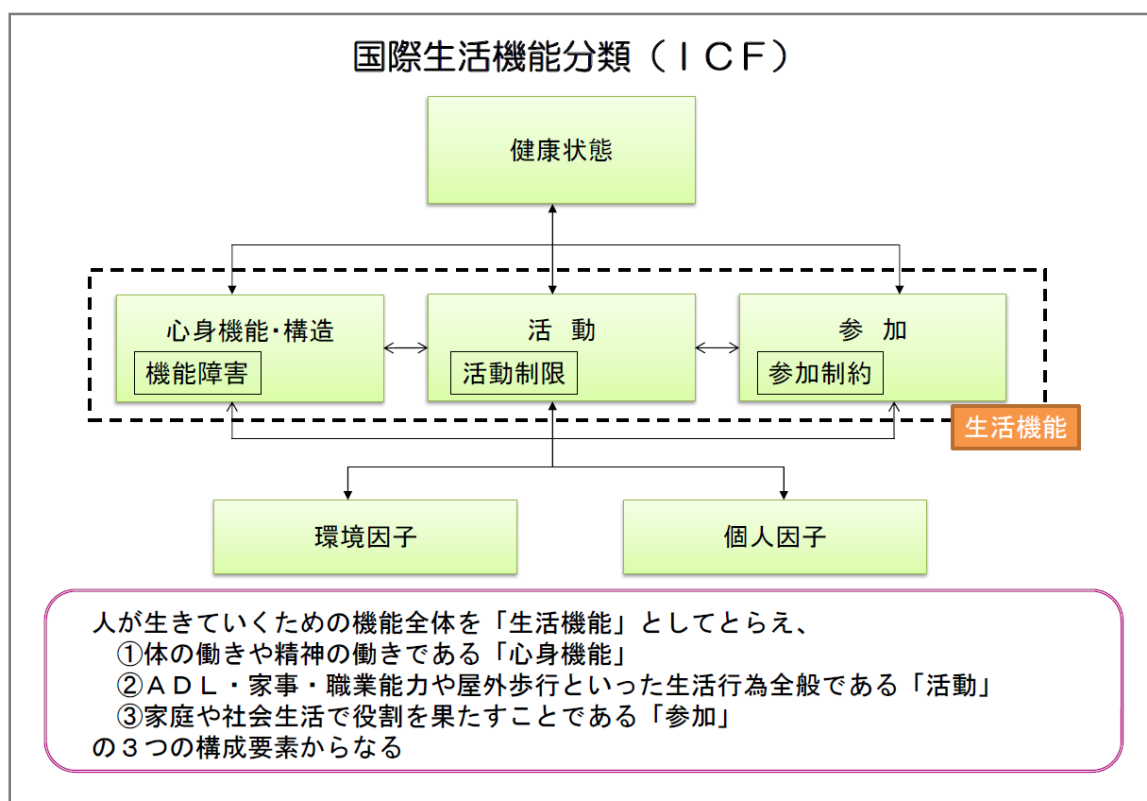 国際生活機能分類（ＩＣＦ）
健康状態
心身機能・構造
機能障害
活　動
活動制限
参　加
参加制約
生活機能
環境因子
個人因子
人が生きていくための機能全体を「生活機能」としてとらえ、
①体の働きや精神の働きである「心身機能」
②ＡＤＬ・家事・職業能力や屋外歩行といった生活行為全般である「活動」
③家庭や社会生活で役割を果たすことである「参加」
の３つの構成要素からなる